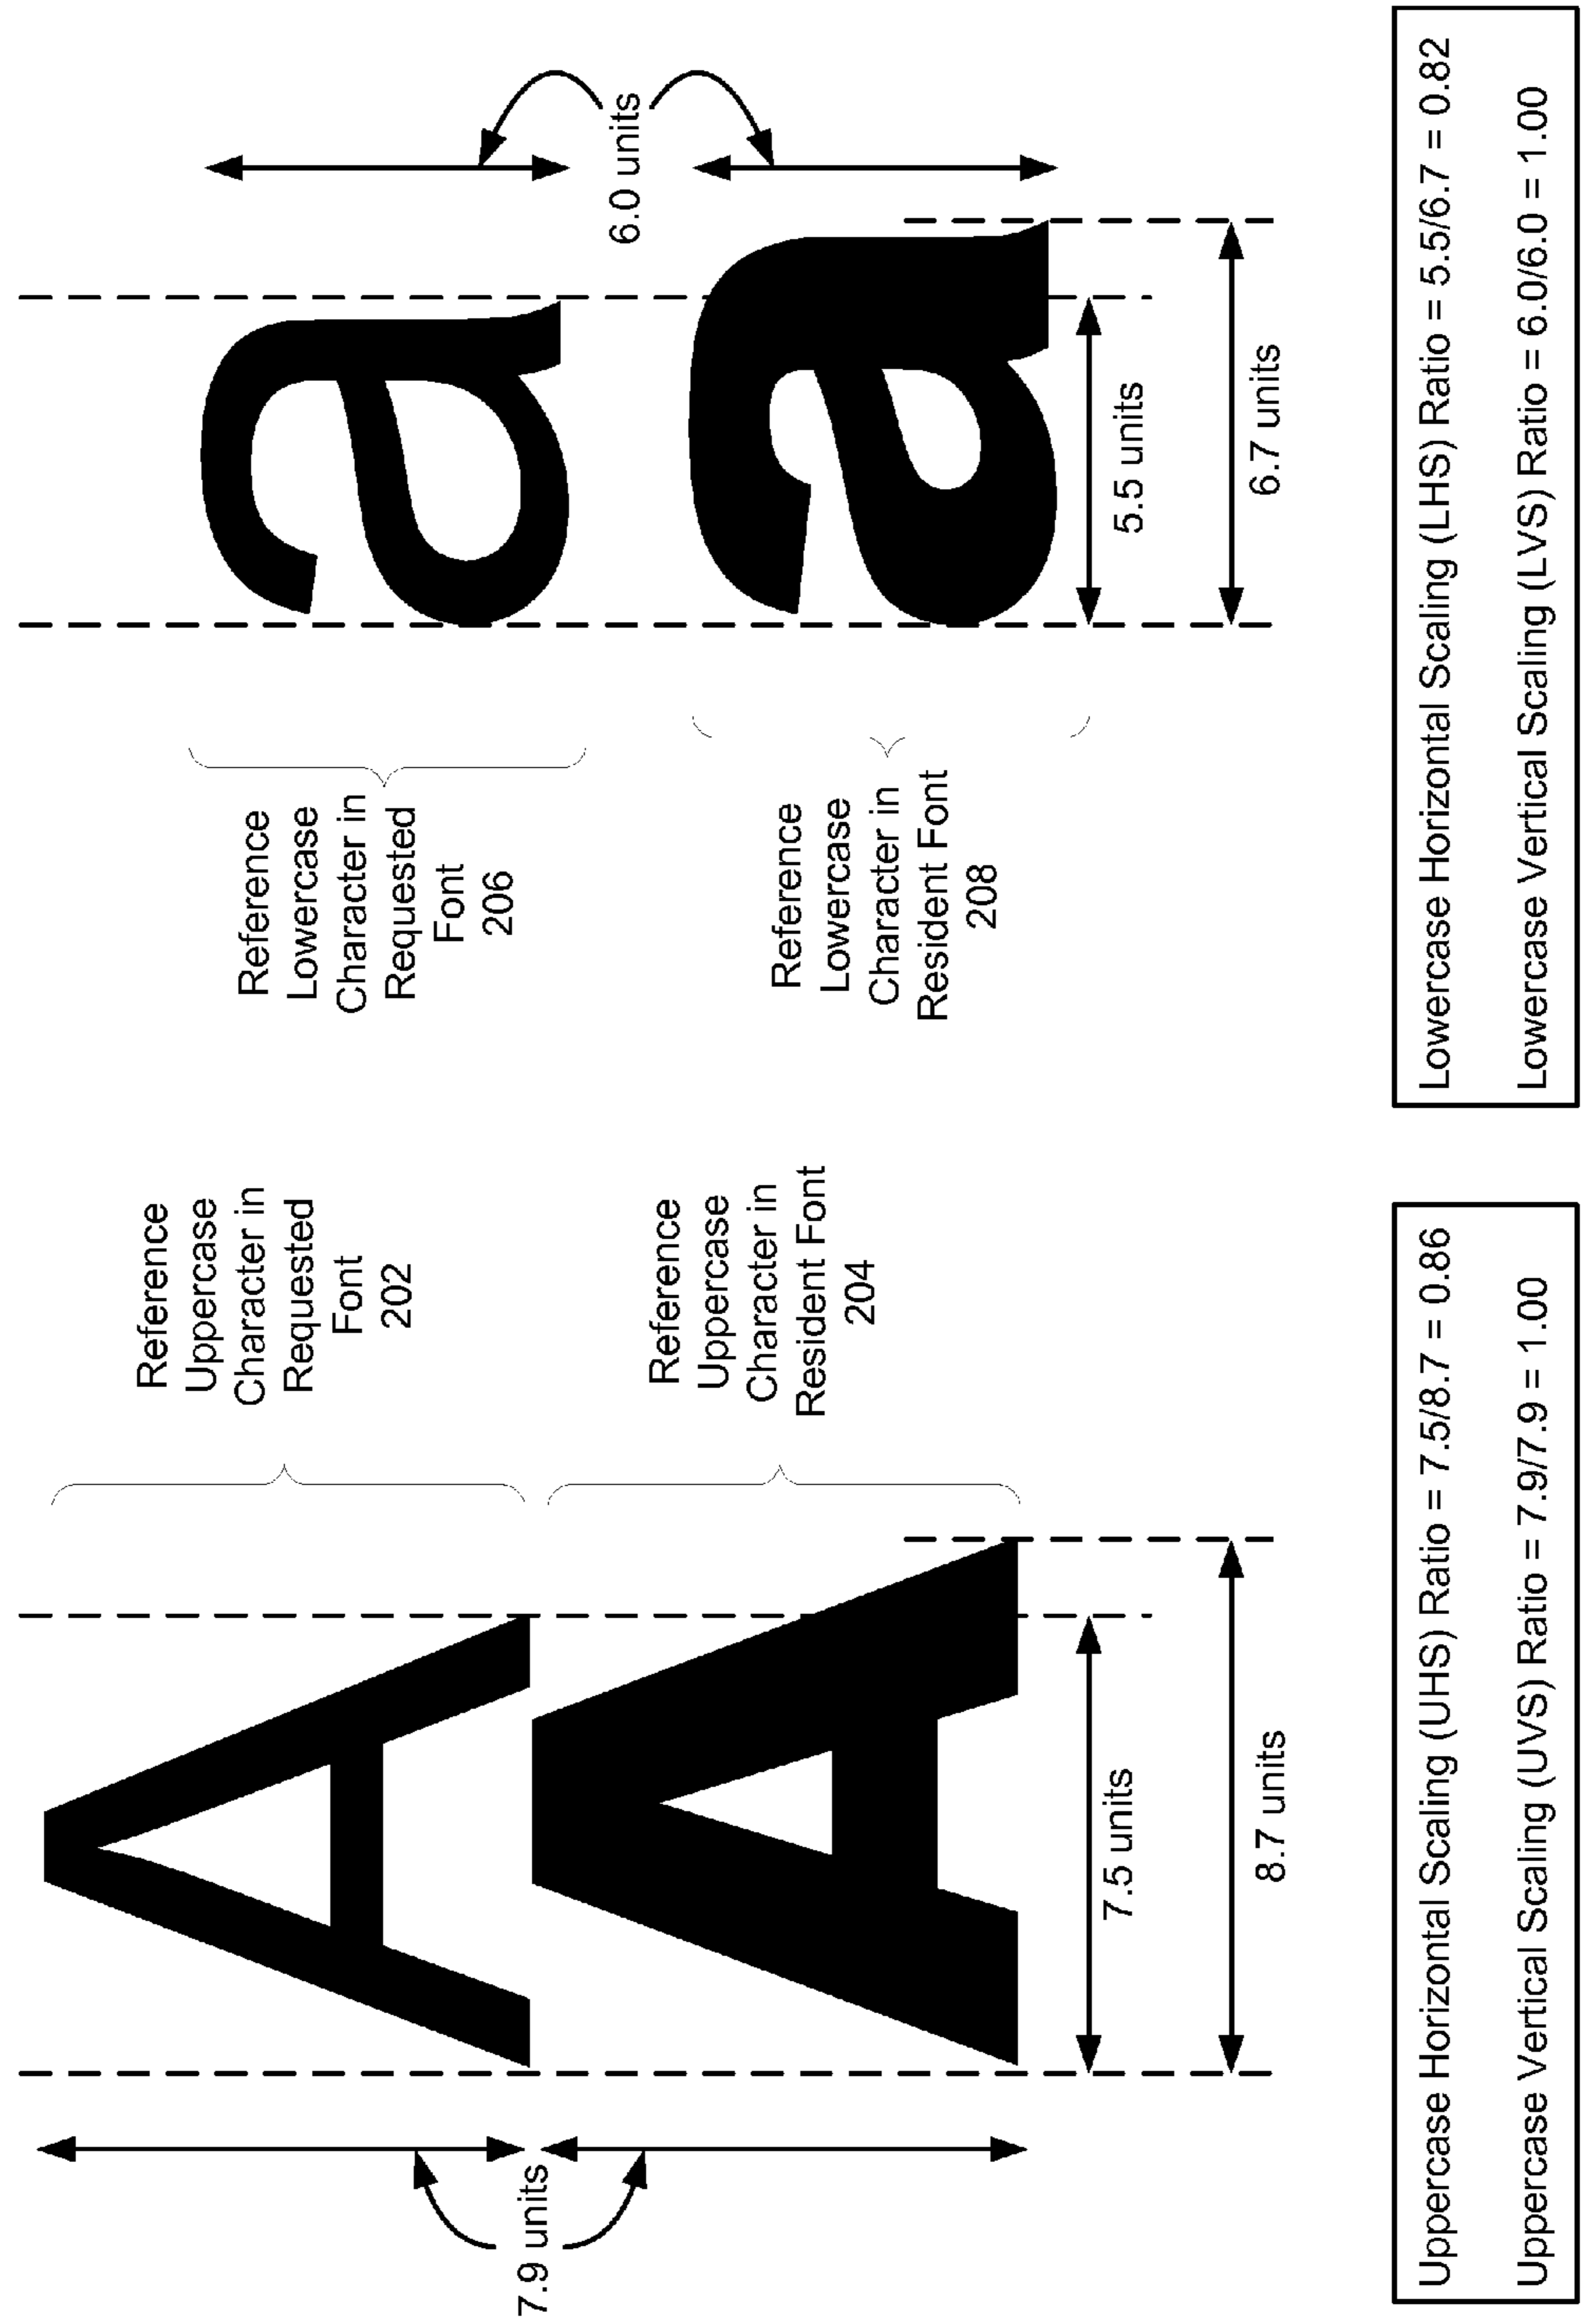 7.9 units
A
Reference
Uppercase
Character in
Requested
Font
202
A
Reference
Uppercase
Character in
Resident Font
204
7.5 units
8.7 units
Reference
Lowercase
Character in
Requested
Font
206
a
Reference
Lowercase
Character in
Resident Font
208
a
6.0 units
5.5 units
6.7 units
Uppercase Horizontal Scaling (UHS) Ratio = 7.5/8.7 = 0.86
Uppercase Vertical Scaling (UVS) Ratio = 7.9/7.9 = 1.00
Lowercase Horizontal Scaling (LHS) Ratio = 5.5/6.7 = 0.82
Lowercase Vertical Scaling (LVS) Ratio = 6.0/6.0 = 1.00